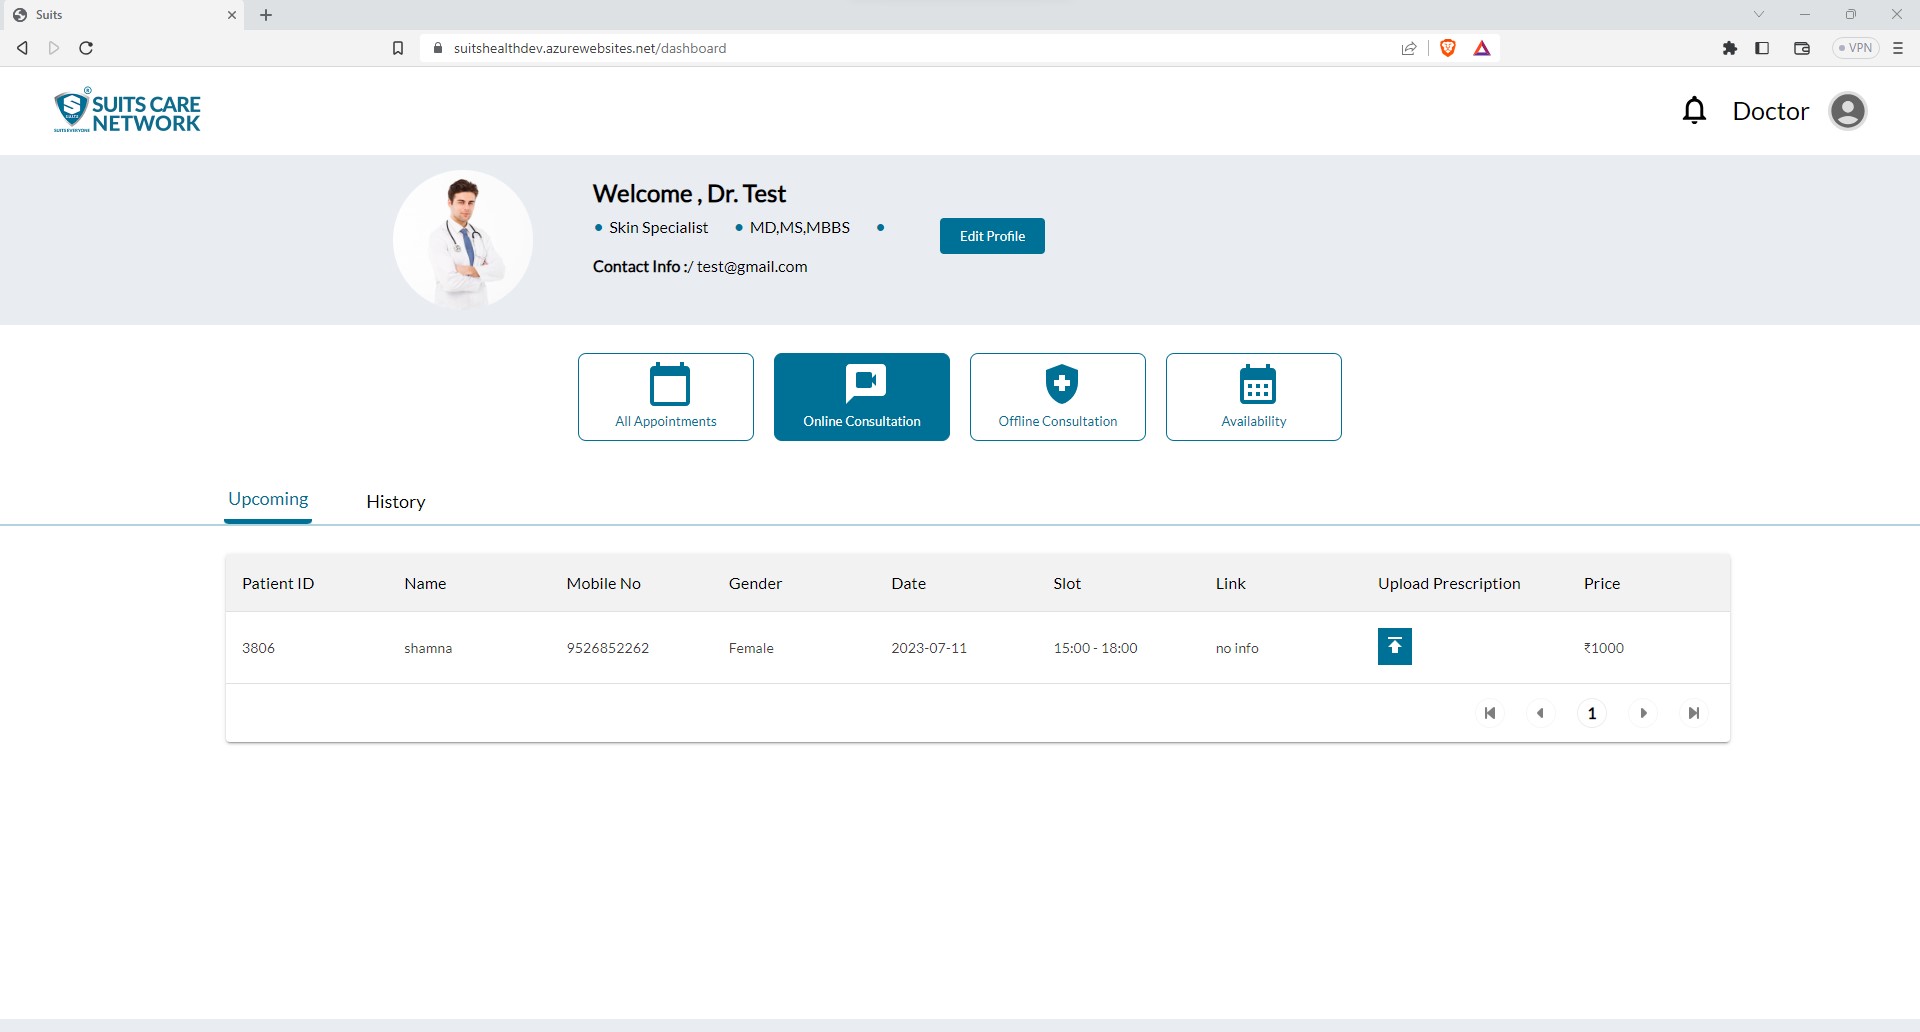 Suits
suitshealthdev.azurewebsites.net/dashboard
VPN
SUITS CARE
NETWORK
SUITS EVERYONE
Doctor
Welcome , Dr. Test
• Skin Specialist • MD,MS,MBBS •
Edit Profile
Contact Info :/ test@gmail.com
All Appointments
Online Consultation
Offline Consultation
Availability
Upcoming
History
Patient ID Name Mobile No Gender Date Slot Link Upload Prescription Price
3806 shamna 9526852262 Female 2023-07-11 15:00 - 18:00 no info ₹1000
1